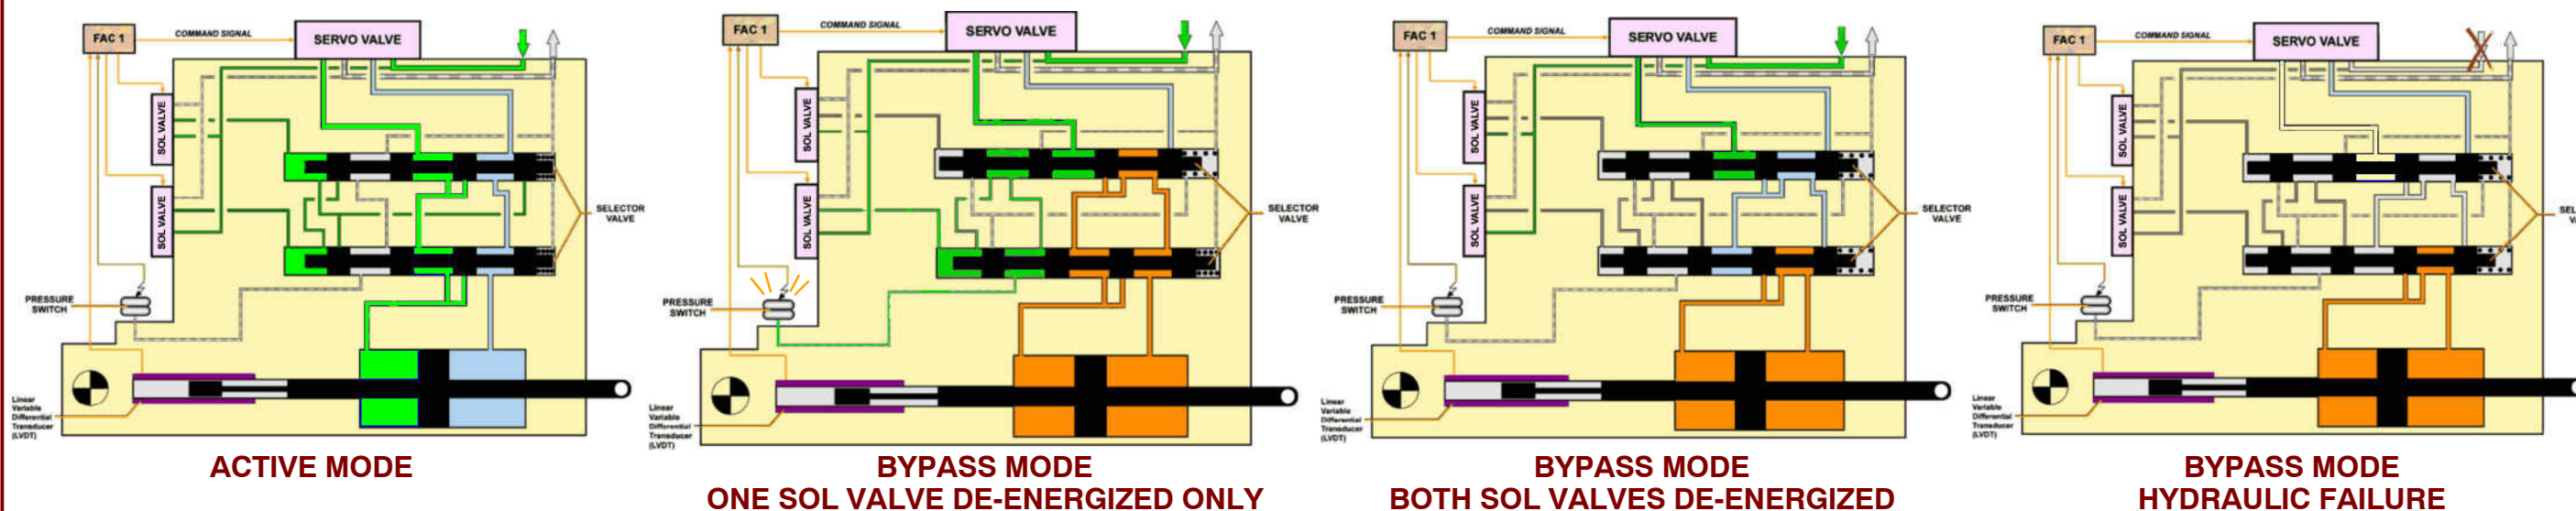 FAC 1
COMMAND SIGNAL
SERVO VALVE
SOL VALVE
SOL VALVE
SELECTOR
VALVE
PRESSURE
SWITCH
Linear
Variable
Differential
Transducer
(LVDT)
ACTIVE MODE
FAC 1
COMMAND SIGNAL
SERVO VALVE
SOL VALVE
SOL VALVE
SELECTOR
VALVE
PRESSURE
SWITCH
Linear
Variable
Differential
Transducer
(LVDT)
BYPASS MODE
ONE SOL VALVE DE-ENERGIZED ONLY
FAC 1
COMMAND SIGNAL
SERVO VALVE
SOL VALVE
SOL VALVE
SELECTOR
VALVE
PRESSURE
SWITCH
Linear
Variable
Differential
Transducer
(LVDT)
BYPASS MODE
BOTH SOL VALVES DE-ENERGIZED
FAC 1
COMMAND SIGNAL
SERVO VALVE
SOL VALVE
SOL VALVE
PRESSURE
SWITCH
Linear
Variable
Differential
Transducer
(LVDT)
BYPASS MODE
HYDRAULIC FAILURE